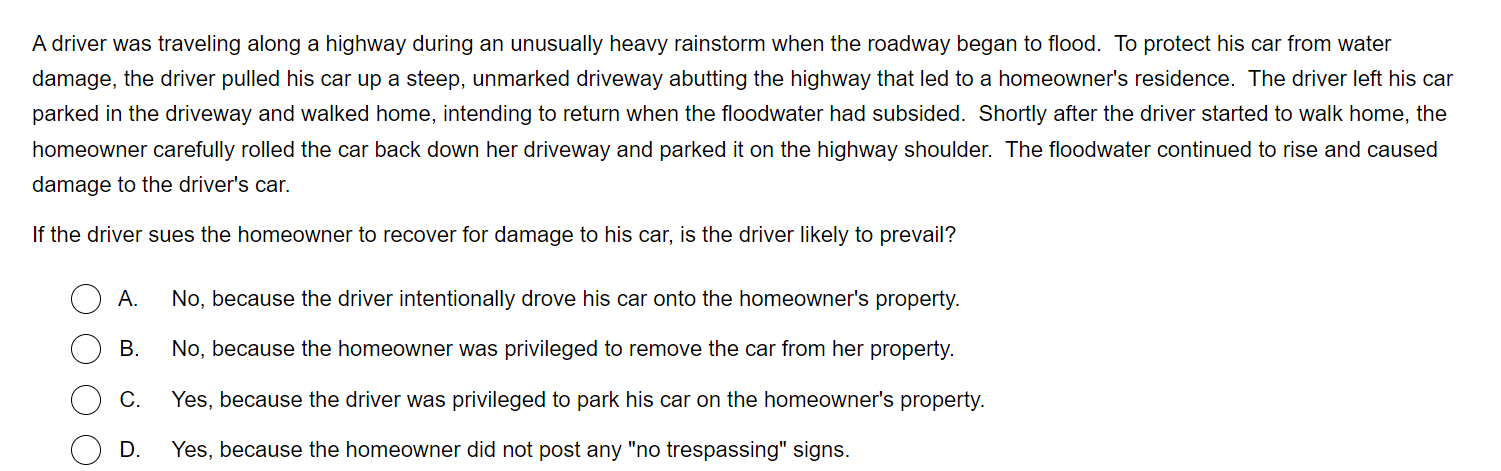 A driver was traveling along a highway during an unusually heavy rainstorm when the roadway began to flood.  To protect his car from water
damage, the driver pulled his car up a steep, unmarked driveway abutting the highway that led to a homeowner's residence.  The driver left his car
parked in the driveway and walked home, intending to return when the floodwater had subsided.  Shortly after the driver started to walk home, the
homeowner carefully rolled the car back down her driveway and parked it on the highway shoulder.  The floodwater continued to rise and caused
damage to the driver's car.
If the driver sues the homeowner to recover for damage to his car, is the driver likely to prevail?
A. No, because the driver intentionally drove his car onto the homeowner's property.
B. No, because the homeowner was privileged to remove the car from her property.
C. Yes, because the driver was privileged to park his car on the homeowner's property.
D. Yes, because the homeowner did not post any "no trespassing" signs.